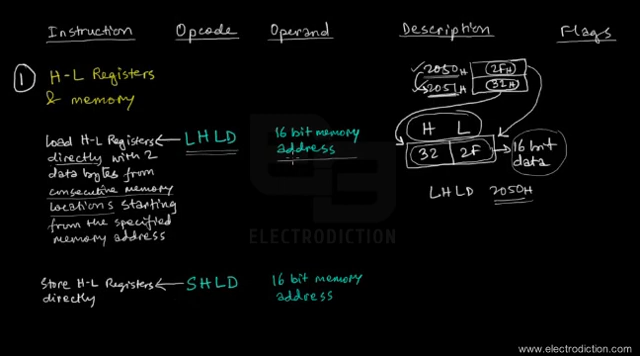 Instruction Opcode Operand Description Flags
1 H-L Registers
& memory
2050H 2FH
2051H 31H
Load H-L Registers
directly with 2
data bytes from
consecutive memory
locations starting
from the specified
memory address
LHLD
16 bit memory
address
H L
32 2F
16 bit
data
LHLD 2050H
ELECTRODICTION
Store H-L Registers
directly
SHLD
16 bit memory
address
www.electrodiction.com